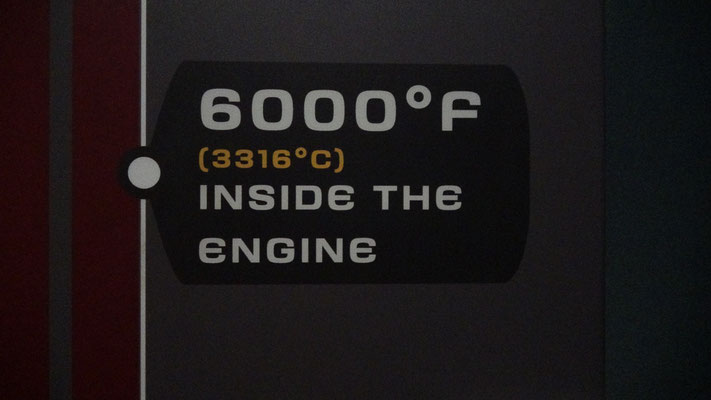 6000°F
(3316°C)
INSIDE THE
ENGINE